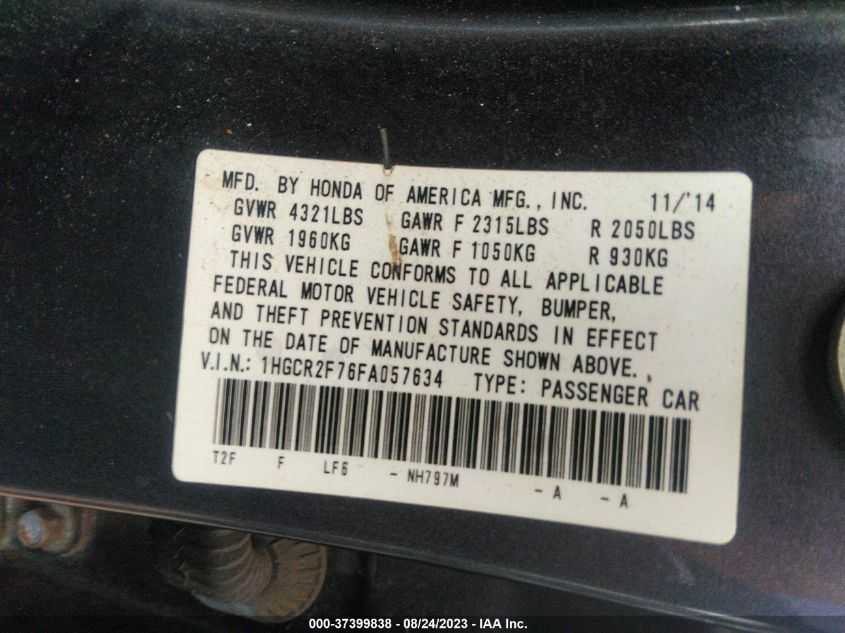 MFD. BY HONDA OF AMERICA MFG., INC. 11/'14
GVWR 4321LBS GAWR F 2315LBS R 2050LBS
GVWR 1960KG GAWR F 1050KG R 930KG
THIS VEHICLE CONFORMS TO ALL APPLICABLE
FEDERAL MOTOR VEHICLE SAFETY, BUMPER,
AND THEFT PREVENTION STANDARDS IN EFFECT
ON THE DATE OF MANUFACTURE SHOWN ABOVE.
V.I.N.: 1HGCR2F76FA057634 TYPE: PASSENGER CAR
T2F F LF6 - NH797M - A - A
000-37399838 - 08/24/2023 - IAA Inc.